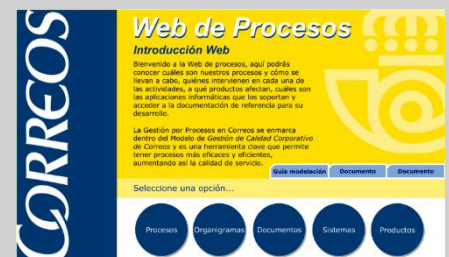 CORREOS
Web de Procesos
Introducción Web
Bienvenido a la Web de procesos, aquí podrás
conocer cuáles son nuestros procesos y cómo se
llevan a cabo, quiénes intervienen en cada una de
las actividades, a qué productos afectan, cuáles son
las aplicaciones informáticas que los soportan y
acceder a la documentación de referencia para su
desarrollo.
La Gestión por Procesos en Correos se enmarca
dentro del Modelo de Gestión de Calidad Corporativo
de Correos y es una herramienta clave que permite
tener procesos más eficaces y eficientes,
aumentando así la calidad de servicio.
Guía modelación Documento Documento
Seleccione una opción...
Procesos Organigramas Documentos Sistemas Productos